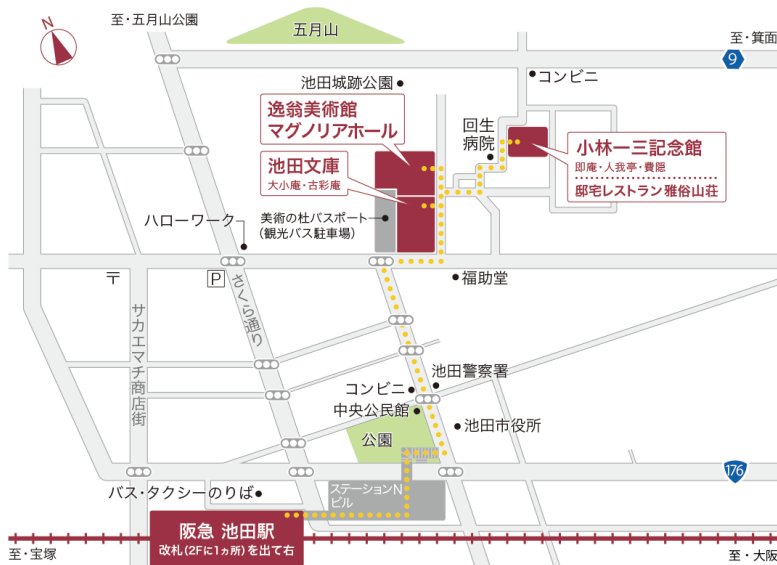 N
至・五月山公園
五月山
至・箕面
9
コンビニ
池田城跡公園
逸翁美術館
マグノリアホール
回生
病院
小林一三記念館
即庵・人我亭・費隠
邸宅レストラン 雅俗山荘
池田文庫
大小庵・古彩庵
美術の杜バスポート
(観光バス駐車場)
ハローワーク
〒
P
福助堂
さくら通り
サカエマチ商店街
池田警察署
コンビニ
中央公民館
公園
池田市役所
176
ステーションN
ビル
バス・タクシーのりば
阪急 池田駅
改札(2Fに1ヵ所)を出て右
至・宝塚
至・大阪